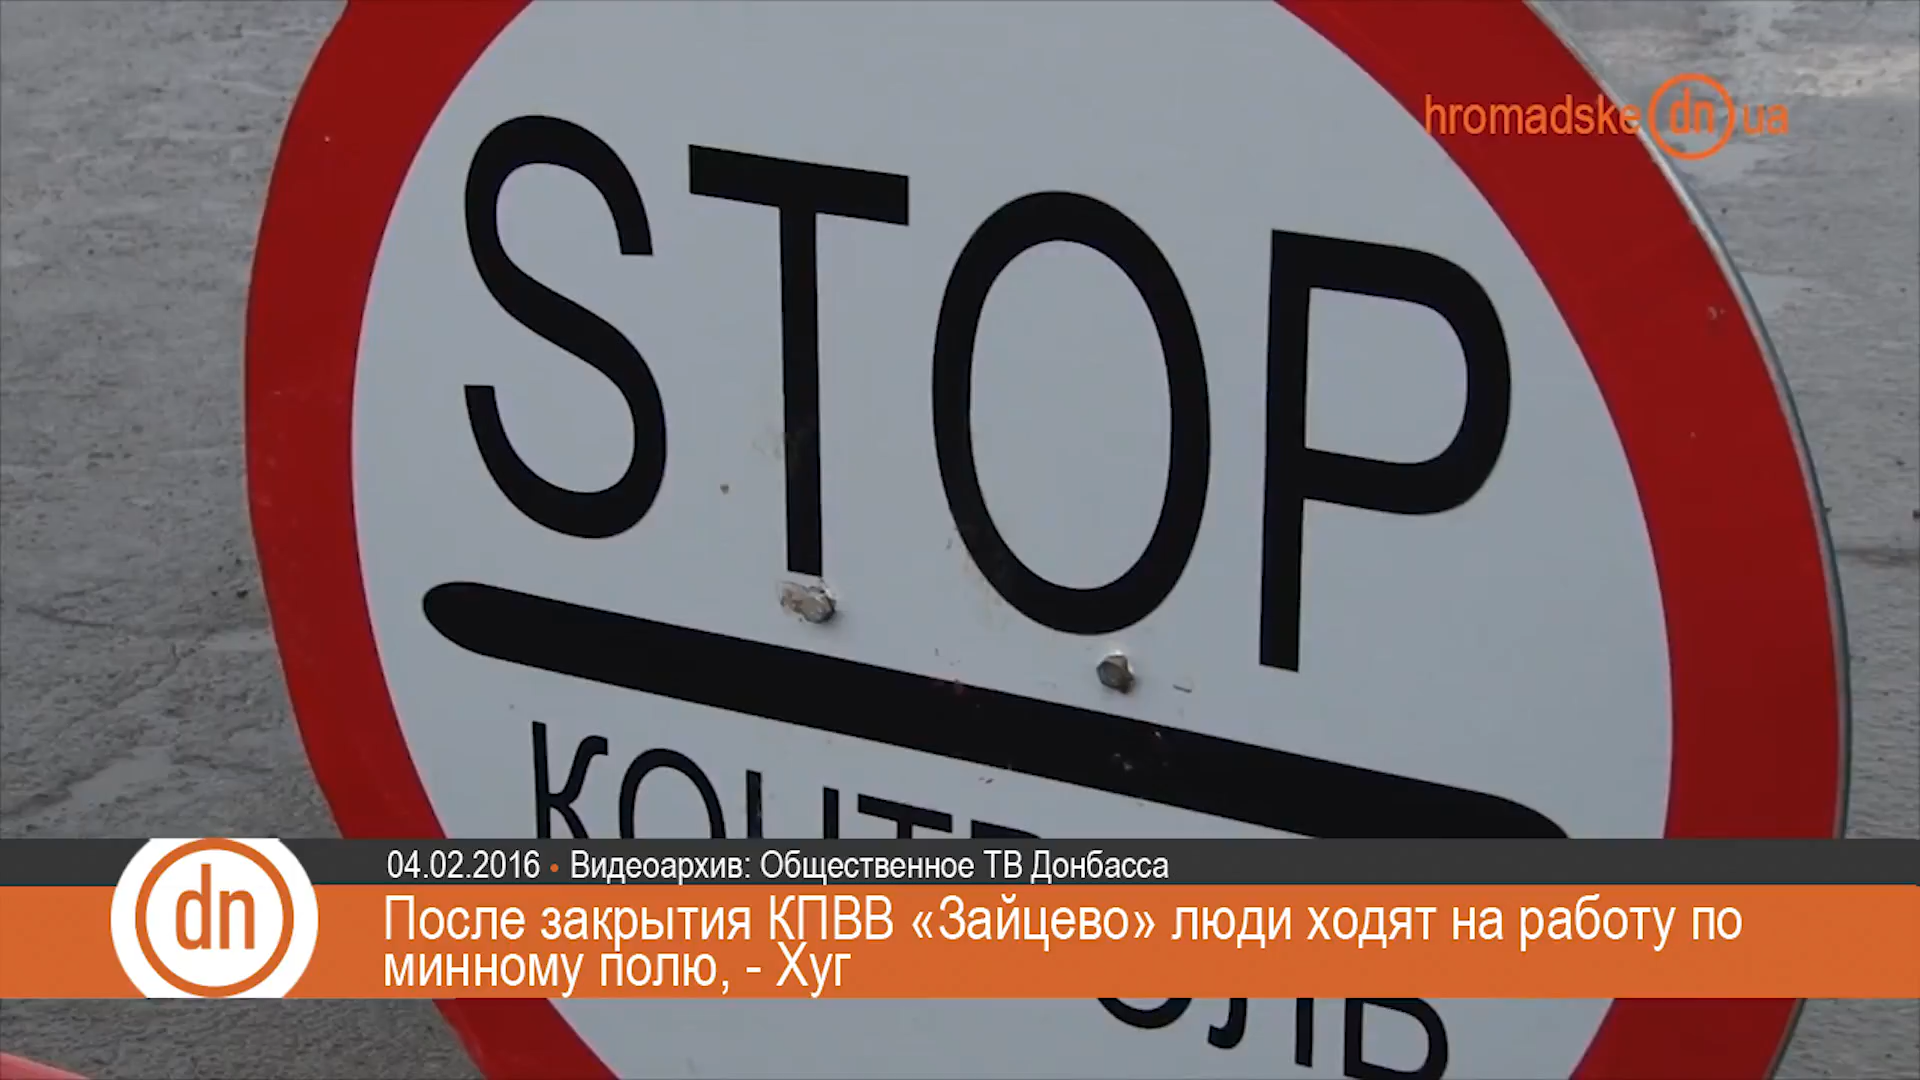 STOP
hromadske dn ua
КОНТРОЛЬ
04.02.2016 • Видеоархив: Общественное ТВ Донбасса
dn
После закрытия КПВВ «Зайцево» люди ходят на работу по
минному полю, - Хуг